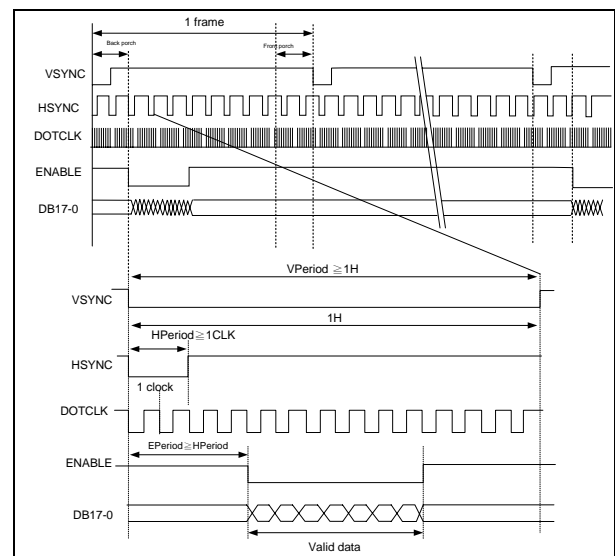 1 frame
Back porch
Front porch
VSYNC
HSYNC
DOTCLK
ENABLE
DB17-0
VPeriod ≧1H
VSYNC
1H
HPeriod≧1CLK
HSYNC
1 clock
DOTCLK
EPeriod≧HPeriod
ENABLE
DB17-0
Valid data